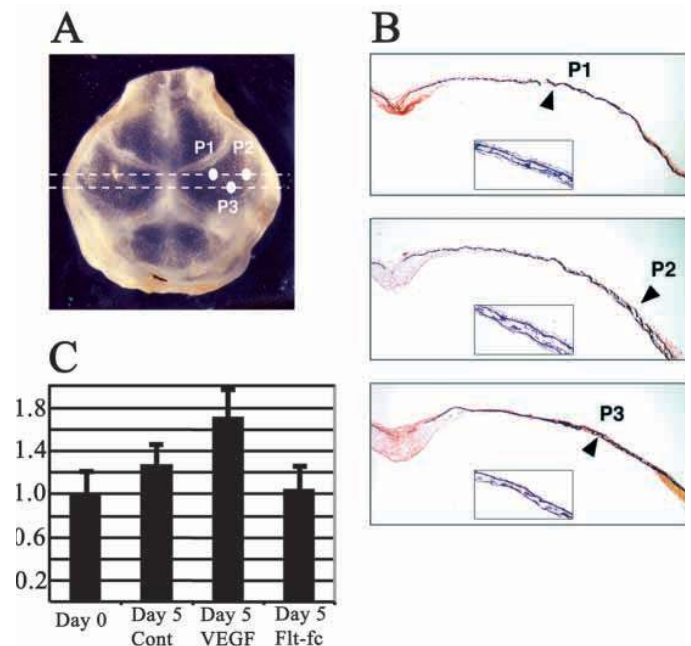 A
P1
P2
P3
B
P1
P2
P3
C
1.8
1.4
1.0
0.6
0.2
Day 0
Day 5 Cont
Day 5 VEGF
Day 5 Flt-fc